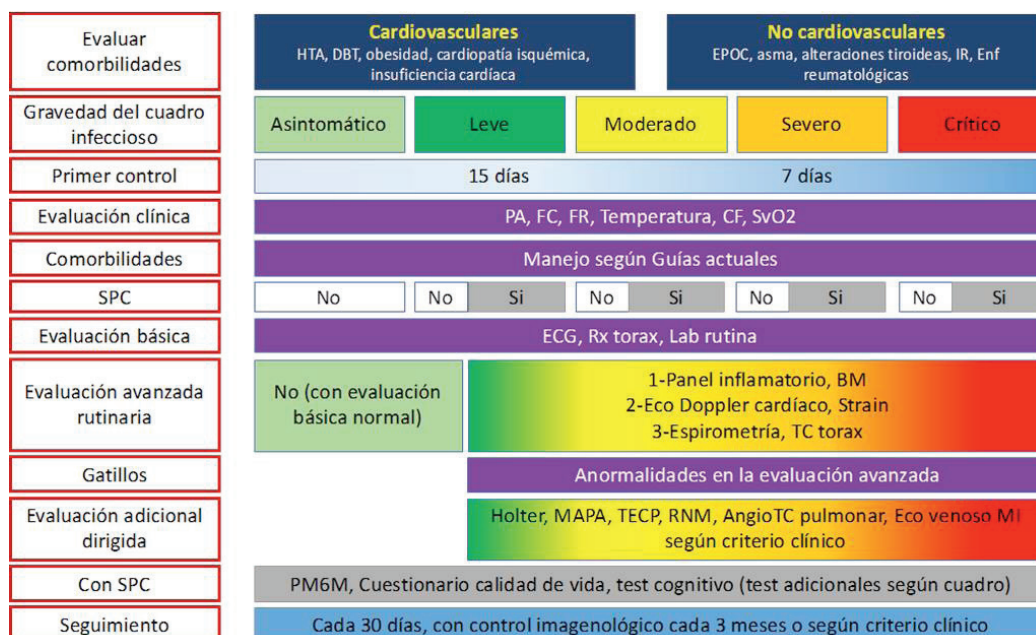 Evaluar
comorbilidades
Cardiovasculares
HTA, DBT, obesidad, cardiopatía isquémica,
insuficiencia cardíaca
No cardiovasculares
EPOC, asma, alteraciones tiroideas, IR, Enf
reumatológicas
Gravedad del cuadro
infeccioso
Asintomático
Leve
Moderado
Severo
Crítico
Primer control
15 días
7 días
Evaluación clínica
PA, FC, FR, Temperatura, CF, SvO2
Comorbilidades
Manejo según Guías actuales
SPC
No
No
Si
No
Si
No
Si
No
Si
Evaluación básica
ECG, Rx torax, Lab rutina
Evaluación avanzada
rutinaria
No (con evaluación
básica normal)
1-Panel inflamatorio, BM
2-Eco Doppler cardíaco, Strain
3-Espirometría, TC torax
Gatillos
Anormalidades en la evaluación avanzada
Evaluación adicional
dirigida
Holter, MAPA, TECP, RNM, AngioTC pulmonar, Eco venoso MI
según criterio clínico
Con SPC
PM6M, Cuestionario calidad de vida, test cognitivo (test adicionales según cuadro)
Seguimiento
Cada 30 días, con control imagenológico cada 3 meses o según criterio clínico